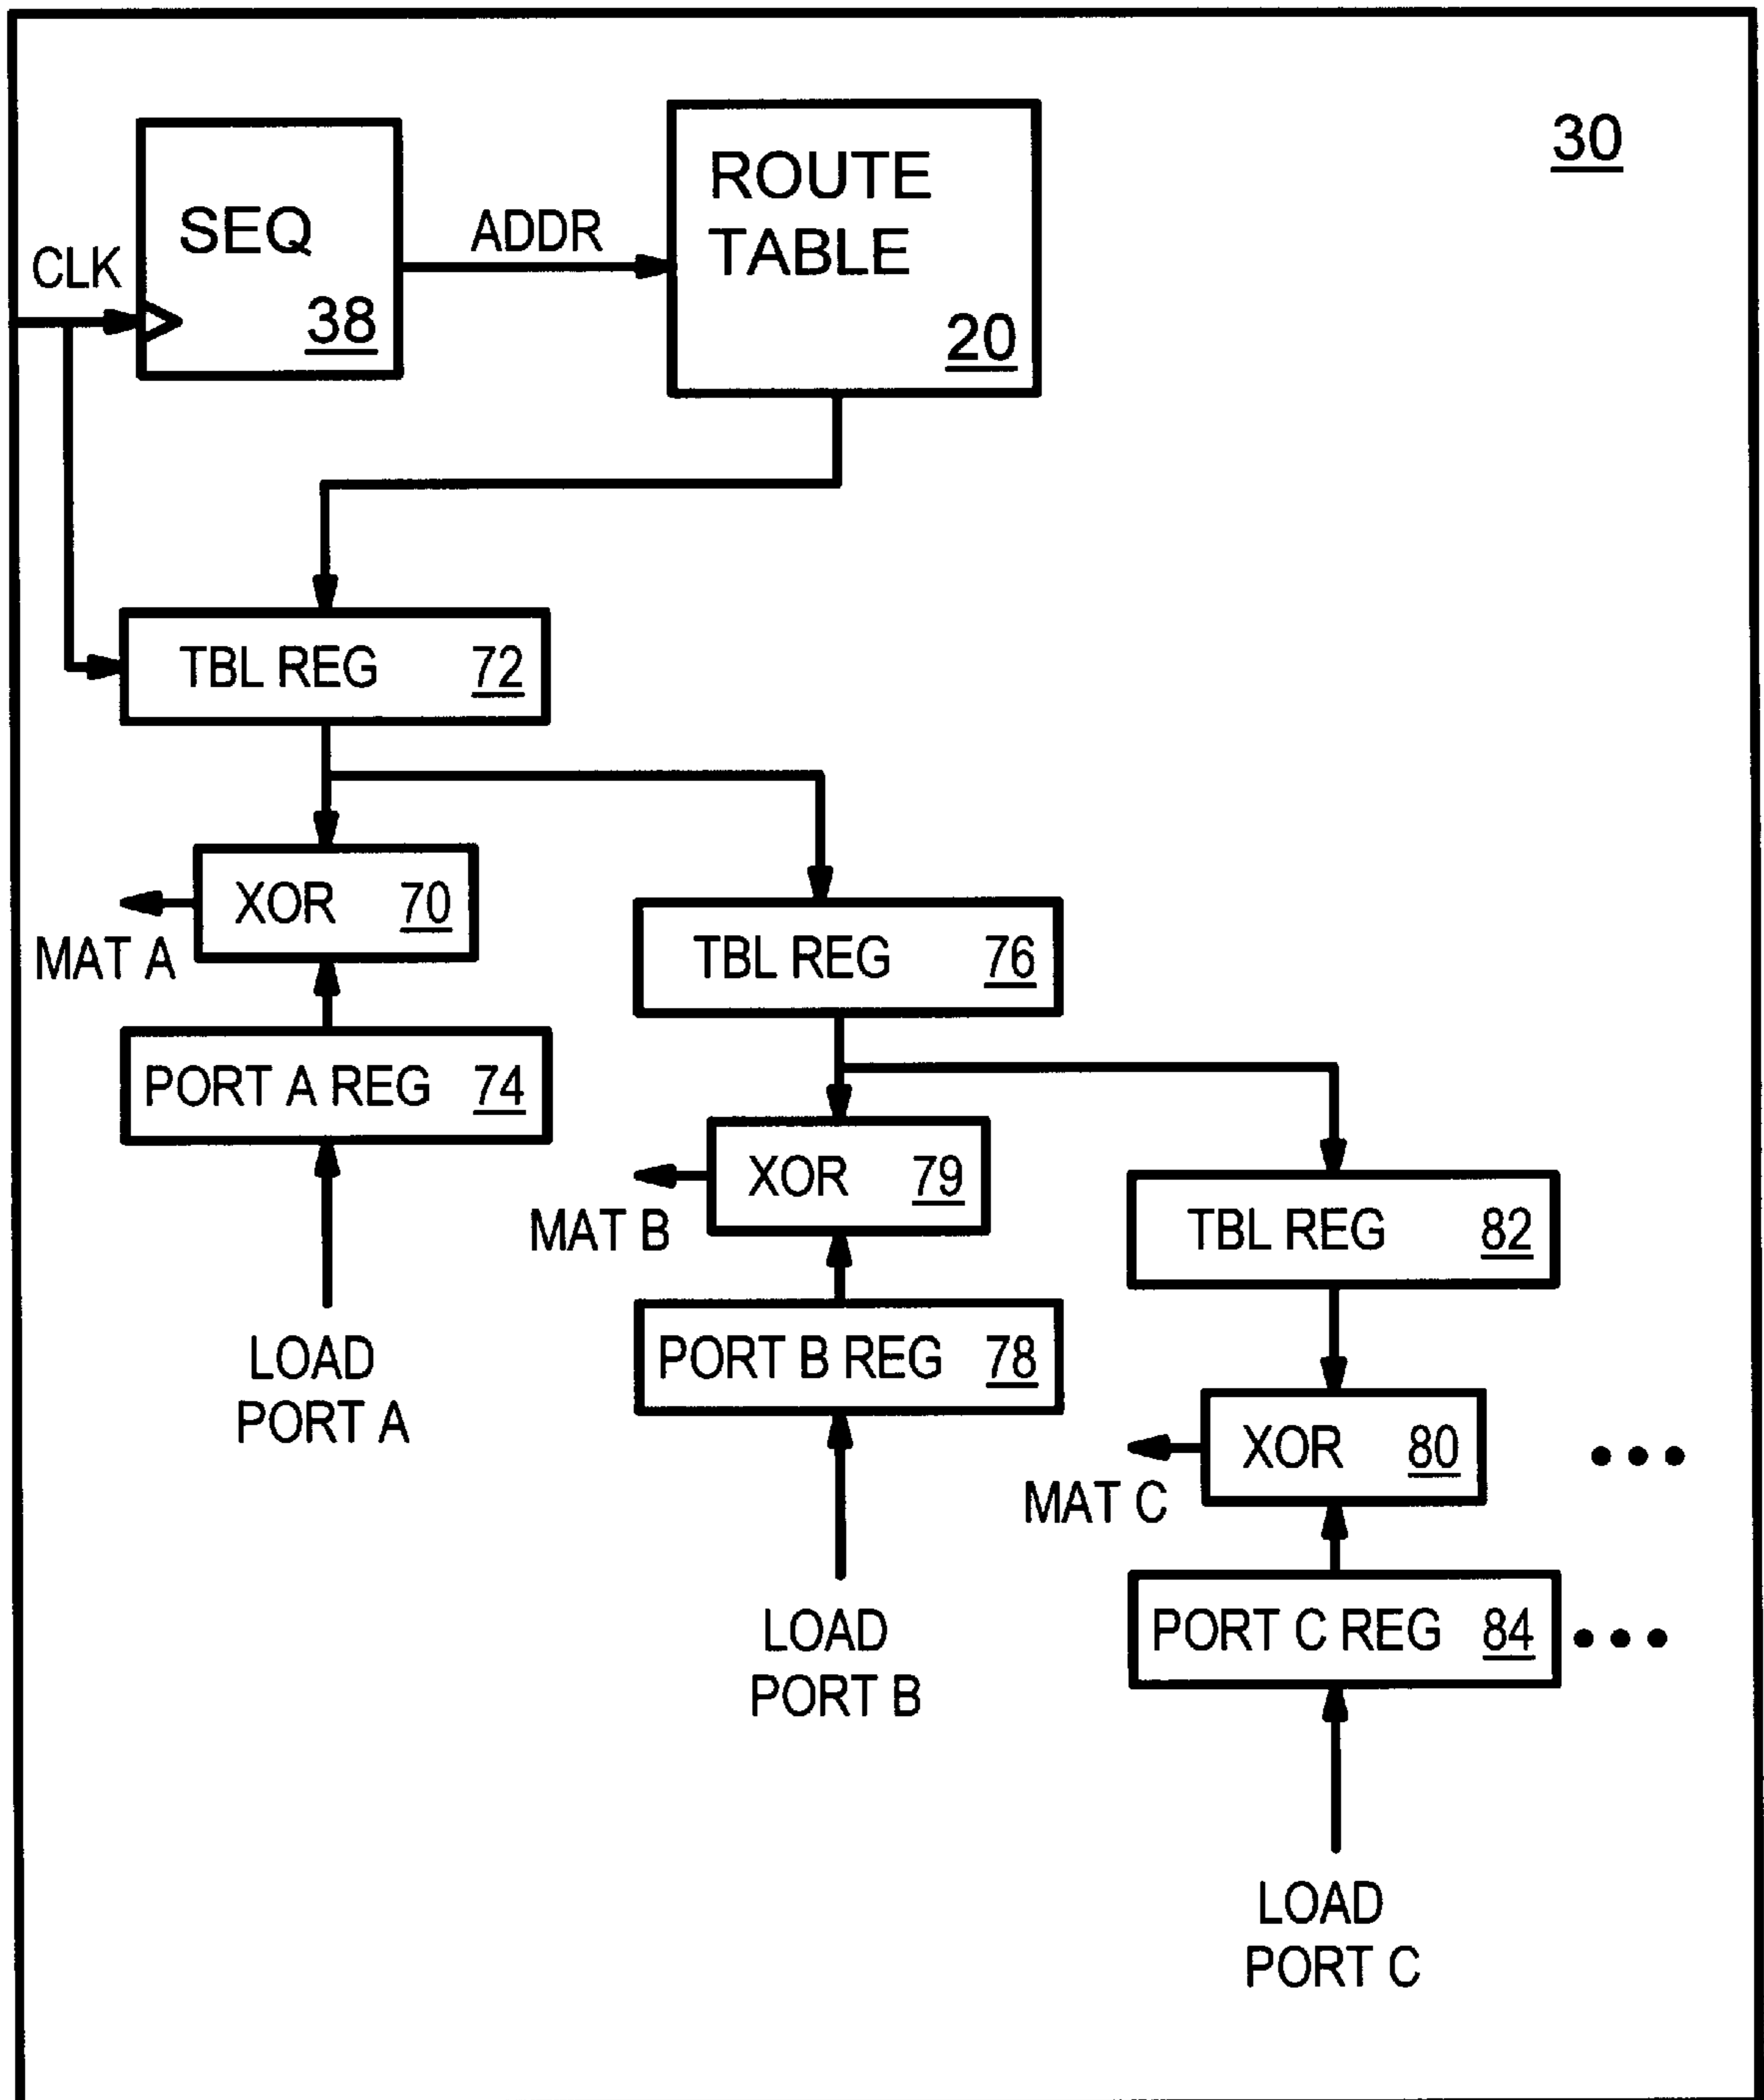 30
ROUTE
TABLE
20
SEQ
38
ADDR
CLK
TBL REG 72
XOR 70
MAT A
TBL REG 76
PORT A REG 74
XOR 79
MAT B
TBL REG 82
LOAD
PORT A
PORT B REG 78
XOR 80
MAT C
LOAD
PORT B
PORT C REG 84
LOAD
PORT C